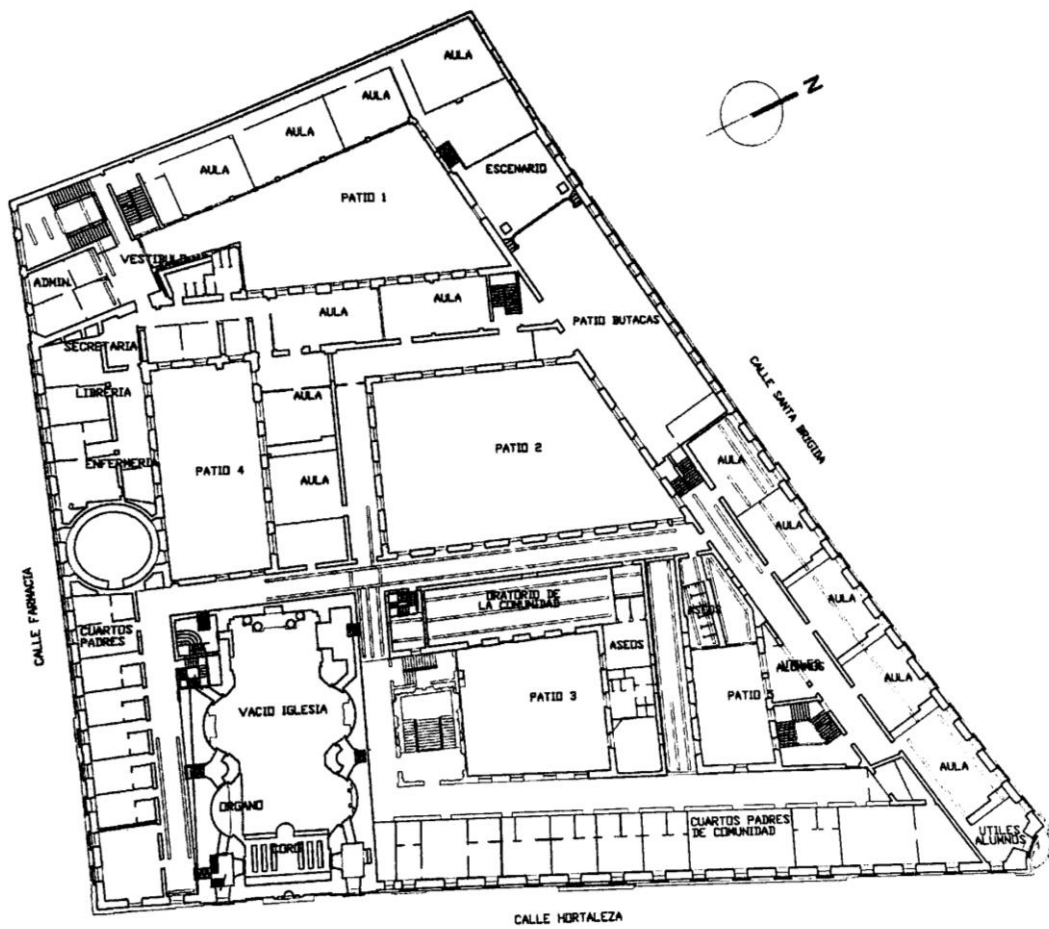 AULA
AULA
N
AULA
AULA
ESCENARIO
PATIO 1
VESTIBULO
ADMIN.
AULA
AULA
PATIO BUTACAS
SECRETARIA
LIBRERIA
AULA
CALLE SANTA BRIGIDA
PATIO 2
ENFERMERIA
PATIO 4
AULA
AULA
AULA
CALLE FARMACIA
ORATORIO DE
LA COMUNIDAD
ASEOS
AULA
CUARTOS
PADRES
ASEOS
ALUMNOS
AULA
PATIO 3
PATIO
VACIO IGLESIA
AULA
ORGANO
CUARTOS PADRES
DE COMUNIDAD
UTILES
ALUMNOS
CORO
CALLE HORTALEZA